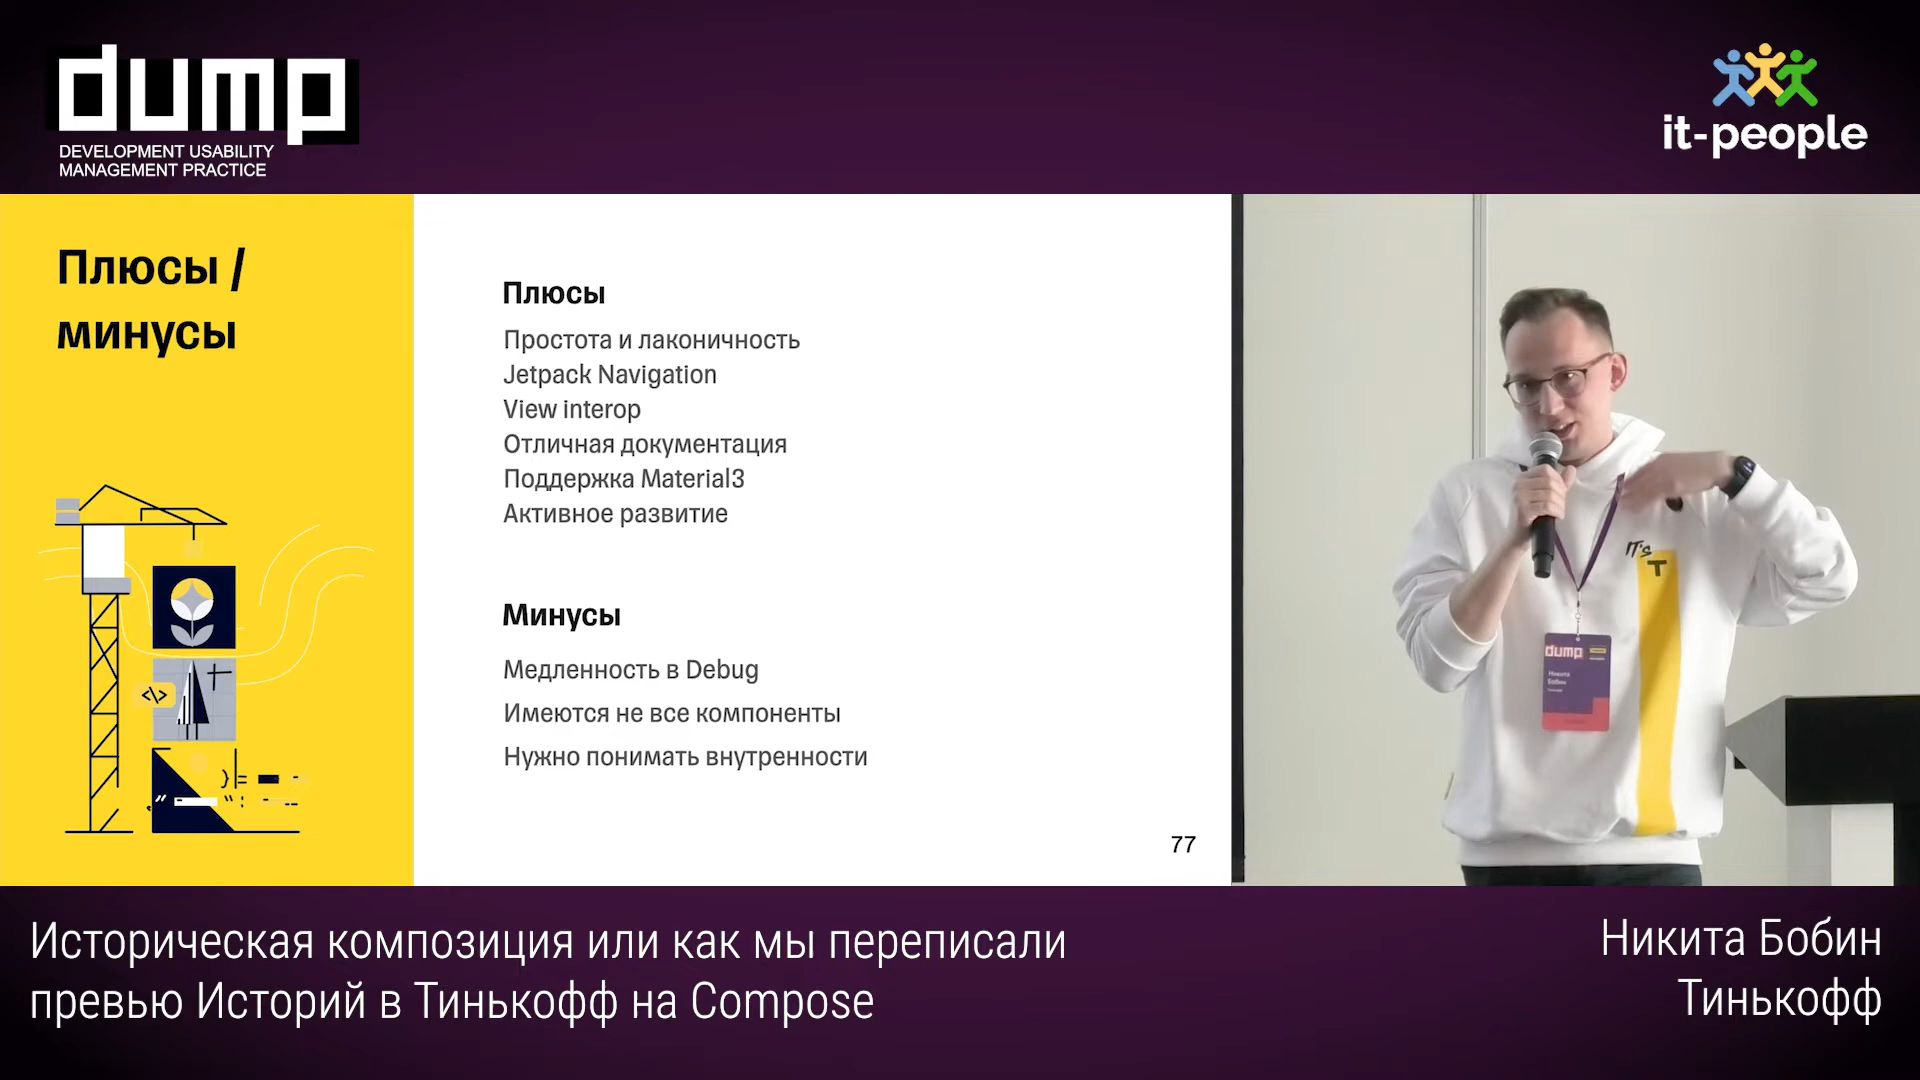 dump
DEVELOPMENT USABILITY
MANAGEMENT PRACTICE
it-people
Плюсы /
минусы
Плюсы
Простота и лаконичность
Jetpack Navigation
View interop
Отличная документация
Поддержка Material3
Активное развитие
Минусы
Медленность в Debug
Имеются не все компоненты
Нужно понимать внутренности
77
</>
IT's
T
dump
Никита
Бобин
Историческая композиция или как мы переписали
превью Историй в Тинькофф на Compose
Никита Бобин
Тинькофф